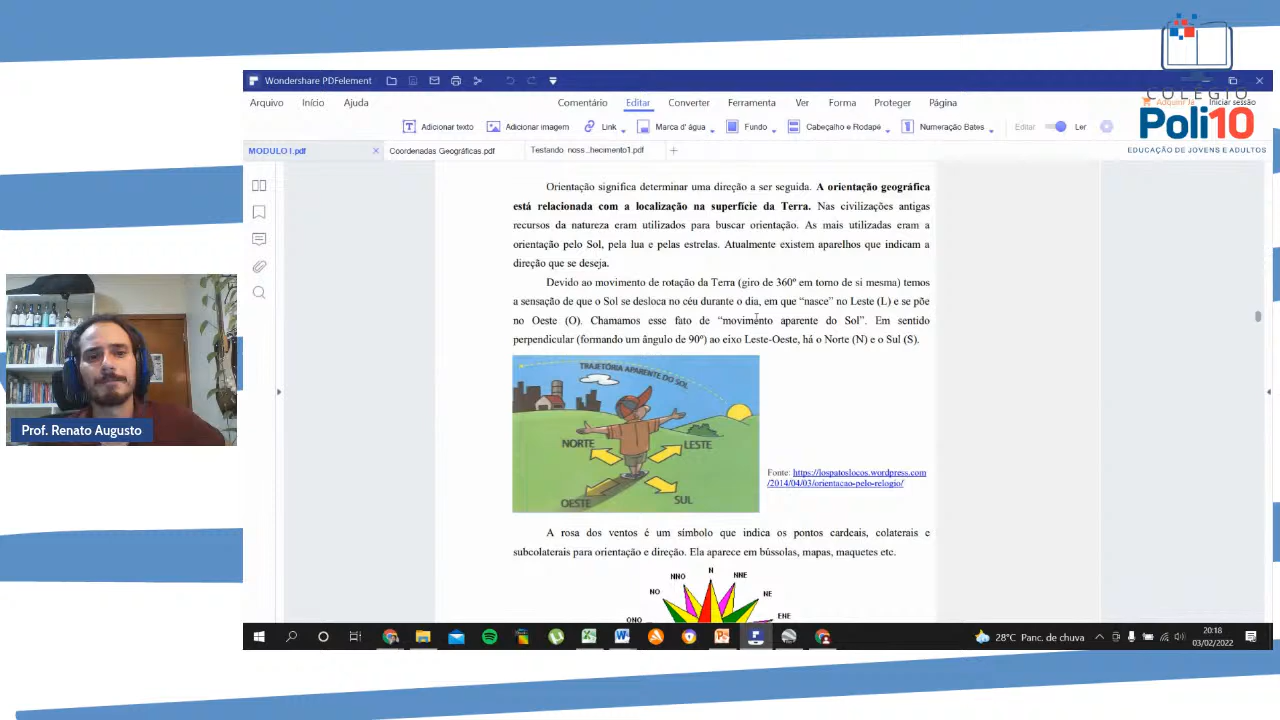 COLÉGIO
Poli10
EDUCAÇÃO DE JOVENS E ADULTOS
Wondershare PDFelement
Arquivo Início Ajuda Comentário Editar Converter Ferramenta Ver Forma Proteger Página Adquirir Já Iniciar sessão
Adicionar texto Adicionar imagem Link Marca d' água Fundo Cabeçalho e Rodapé Numeração Bates Editar Ler
MODULO1.pdf Coordenadas Geográficas.pdf Testando noss...hecimento1.pdf
Orientação significa determinar uma direção a ser seguida. A orientação geográfica
está relacionada com a localização na superfície da Terra. Nas civilizações antigas
recursos da natureza eram utilizados para buscar orientação. As mais utilizadas eram a
orientação pelo Sol, pela lua e pelas estrelas. Atualmente existem aparelhos que indicam a
direção que se deseja.
Devido ao movimento de rotação da Terra (giro de 360º em torno de si mesma) temos
a sensação de que o Sol se desloca no céu durante o dia, em que “nasce” no Leste (L) e se põe
no Oeste (O). Chamamos esse fato de “movimento aparente do Sol”. Em sentido
perpendicular (formando um ângulo de 90º) ao eixo Leste-Oeste, há o Norte (N) e o Sul (S).
TRAJETÓRIA APARENTE DO SOL
NORTE LESTE
OESTE SUL
Fonte: https://lospatoslocos.wordpress.com
/2014/04/03/orientacao-pelo-relogio/
A rosa dos ventos é um símbolo que indica os pontos cardeais, colaterais e
subcolaterais para orientação e direção. Ela aparece em bússolas, mapas, maquetes etc.
N
NNO NNE
NO NE
ONO ENE
Prof. Renato Augusto
28°C Panc. de chuva
20:18
03/02/2022